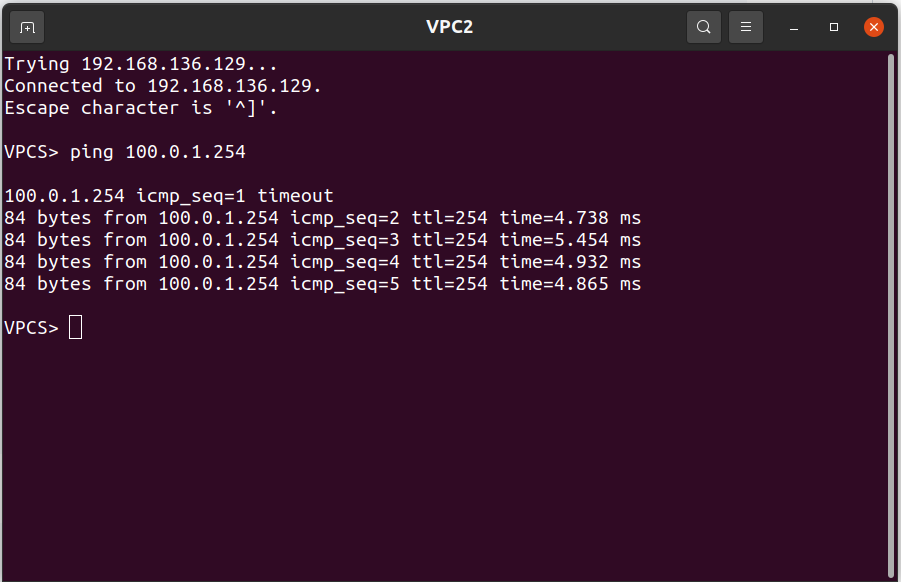 VPC2
Trying 192.168.136.129...
Connected to 192.168.136.129.
Escape character is '^]'.
VPCS> ping 100.0.1.254
100.0.1.254 icmp_seq=1 timeout
84 bytes from 100.0.1.254 icmp_seq=2 ttl=254 time=4.738 ms
84 bytes from 100.0.1.254 icmp_seq=3 ttl=254 time=5.454 ms
84 bytes from 100.0.1.254 icmp_seq=4 ttl=254 time=4.932 ms
84 bytes from 100.0.1.254 icmp_seq=5 ttl=254 time=4.865 ms
VPCS>